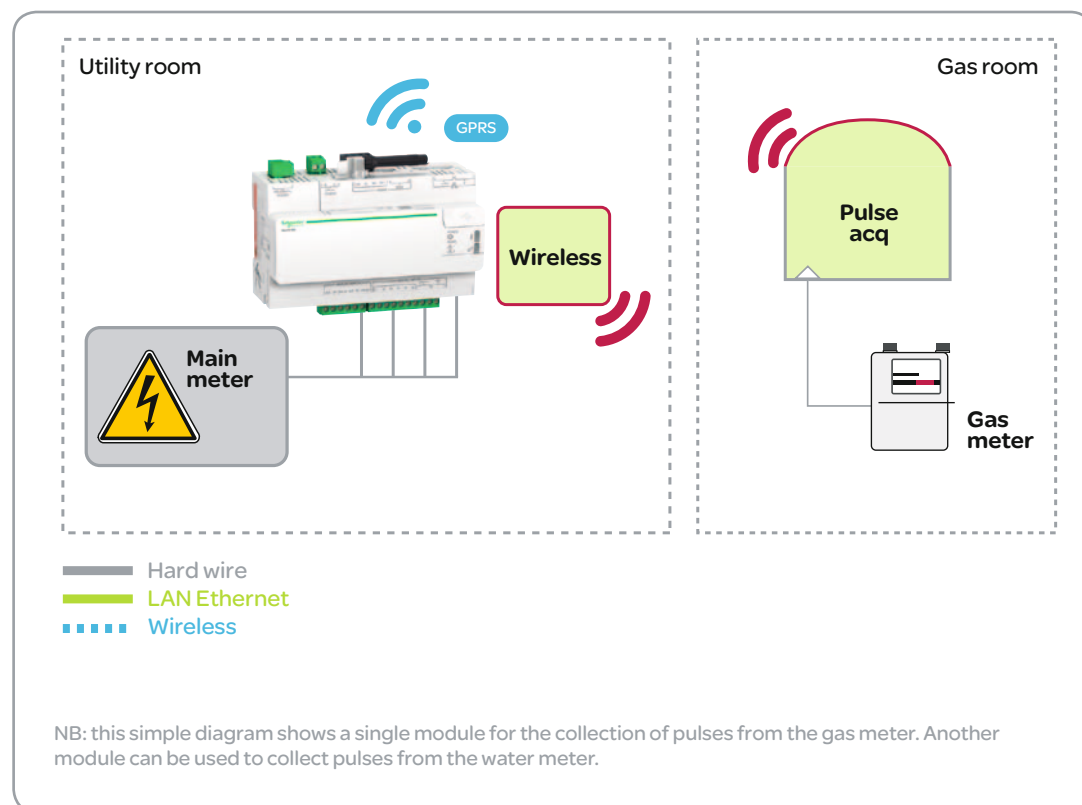 Utility room
Gas room
GPRS
Schneider
Wireless
Pulse
acq
Main
meter
Gas
meter
Hard wire
LAN Ethernet
Wireless
NB: this simple diagram shows a single module for the collection of pulses from the gas meter. Another
module can be used to collect pulses from the water meter.